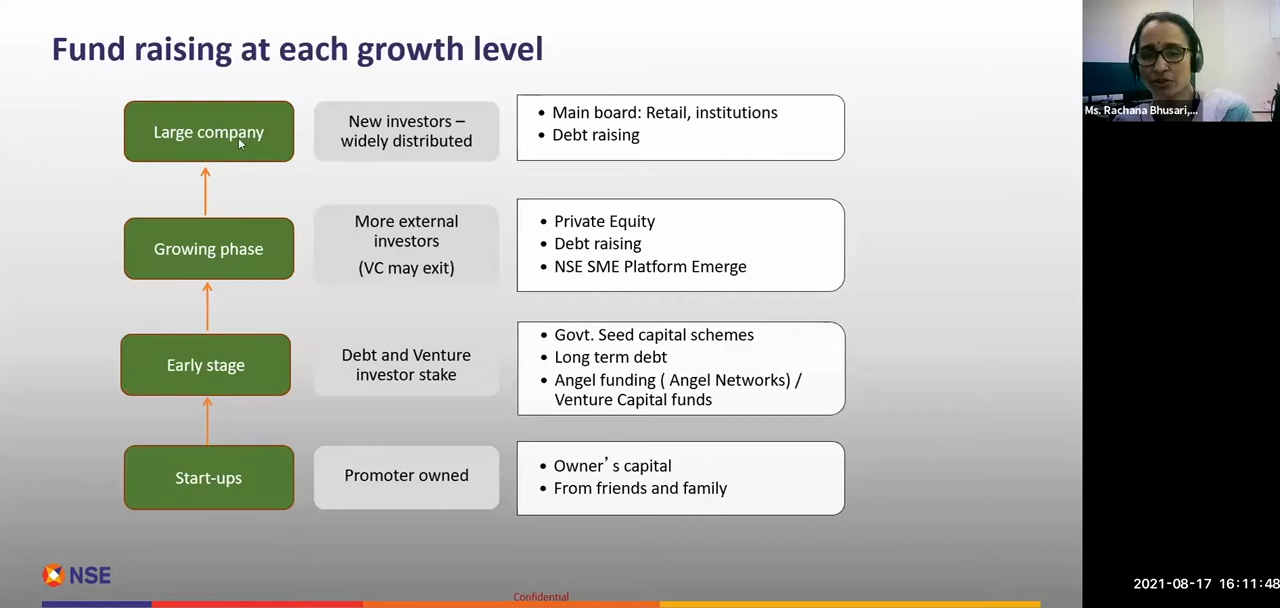 Fund raising at each growth level
Large company
New investors –
widely distributed
• Main board: Retail, institutions
• Debt raising
Growing phase
More external
investors
(VC may exit)
• Private Equity
• Debt raising
• NSE SME Platform Emerge
Early stage
Debt and Venture
investor stake
• Govt. Seed capital schemes
• Long term debt
• Angel funding ( Angel Networks) /
Venture Capital funds
Start-ups
Promoter owned
• Owner’s capital
• From friends and family
NSE
Confidential
Ms. Rachana Bhusari,...
2021-08-17 16:11:48